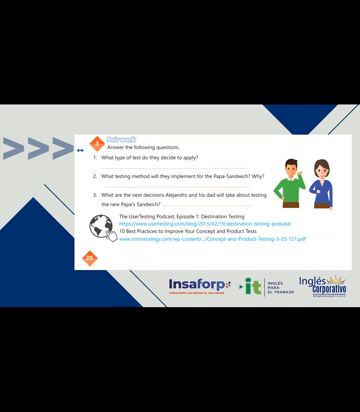 3
Pair work
Answer the following questions.
1. What type of test do they decide to apply?
2. What testing method will they implement for the Papa-Sandwich? Why?
3. What are the next decisions Alejandro and his dad will take about testing
the new Papa's Sandwich?
The UserTesting Podcast, Episode 1: Destination Testing
https://www.usertesting.com/blog/2015/02/19/destination-testing-podcast/
10 Best Practices to Improve Your Concept and Product Tests
www.mmrstrategy.com/wp-content/.../Concept-and-Product-Testing-5-25-121.pdf
20
Insaforp
it
INGLÉS
PARA
EL TRABAJO
Inglés
Corporativo